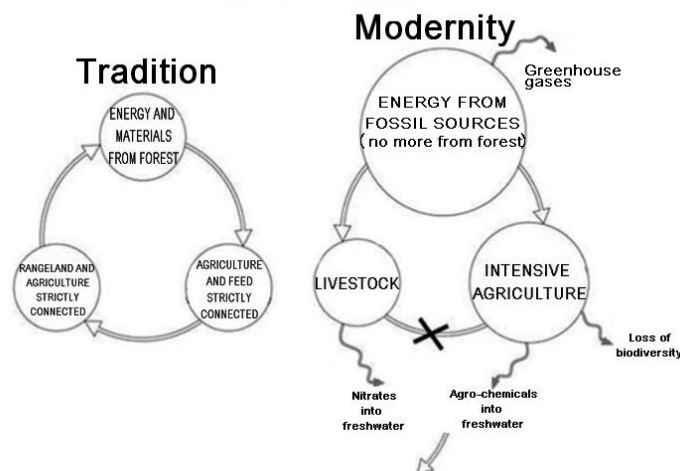 Tradition
ENERGY AND
MATERIALS
FROM FOREST
RANGELAND AND
AGRICULTURE
STRICTLY
CONNECTED
AGRICULTURE
AND FEED
STRICTLY
CONNECTED
Modernity
Greenhouse
gases
ENERGY FROM
FOSSIL SOURCES
( no more from forest)
LIVESTOCK
INTENSIVE
AGRICULTURE
Loss of
biodiversity
Nitrates
into
freshwater
Agro-chemicals
into
freshwater